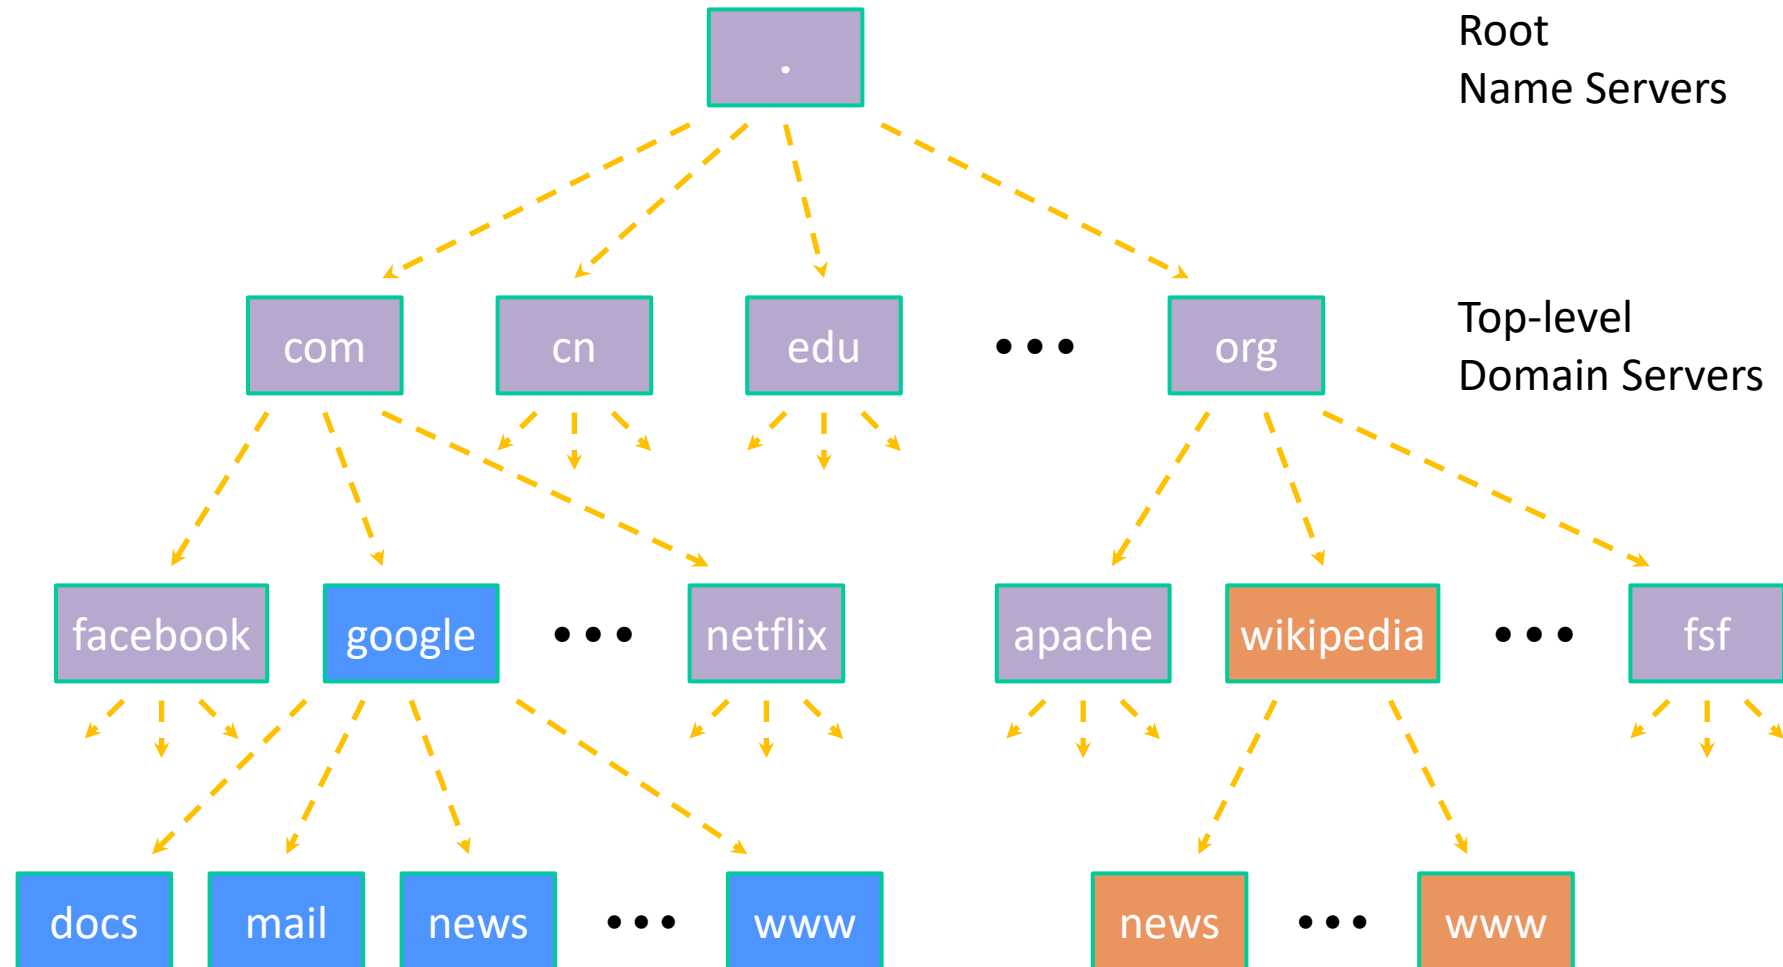 .
Root
Name Servers
com
cn
edu
•••
org
Top-level
Domain Servers
facebook
google
•••
netflix
apache
wikipedia
•••
fsf
docs
mail
news
•••
www
news
•••
www